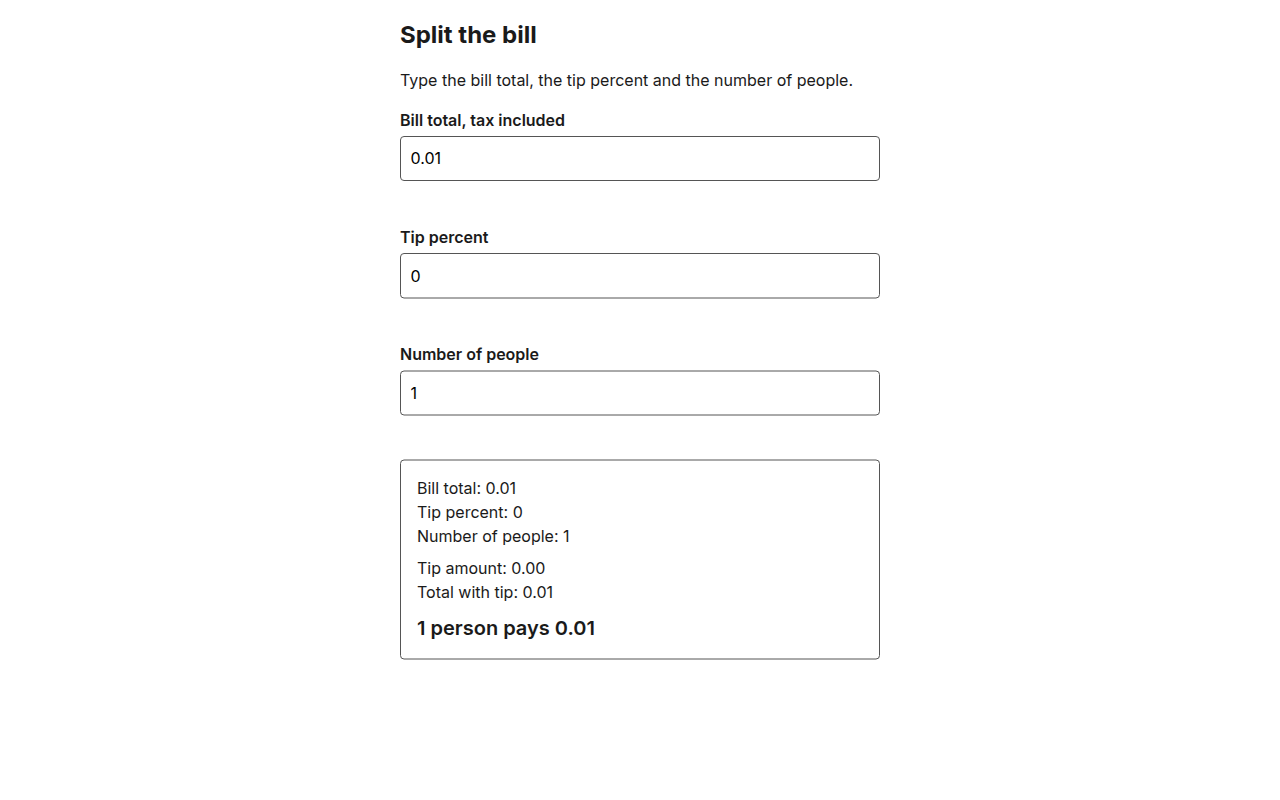 Split the bill
Type the bill total, the tip percent and the number of people.
Bill total, tax included
0.01
Tip percent
0
Number of people
1
Bill total: 0.01
Tip percent: 0
Number of people: 1
Tip amount: 0.00
Total with tip: 0.01
1 person pays 0.01